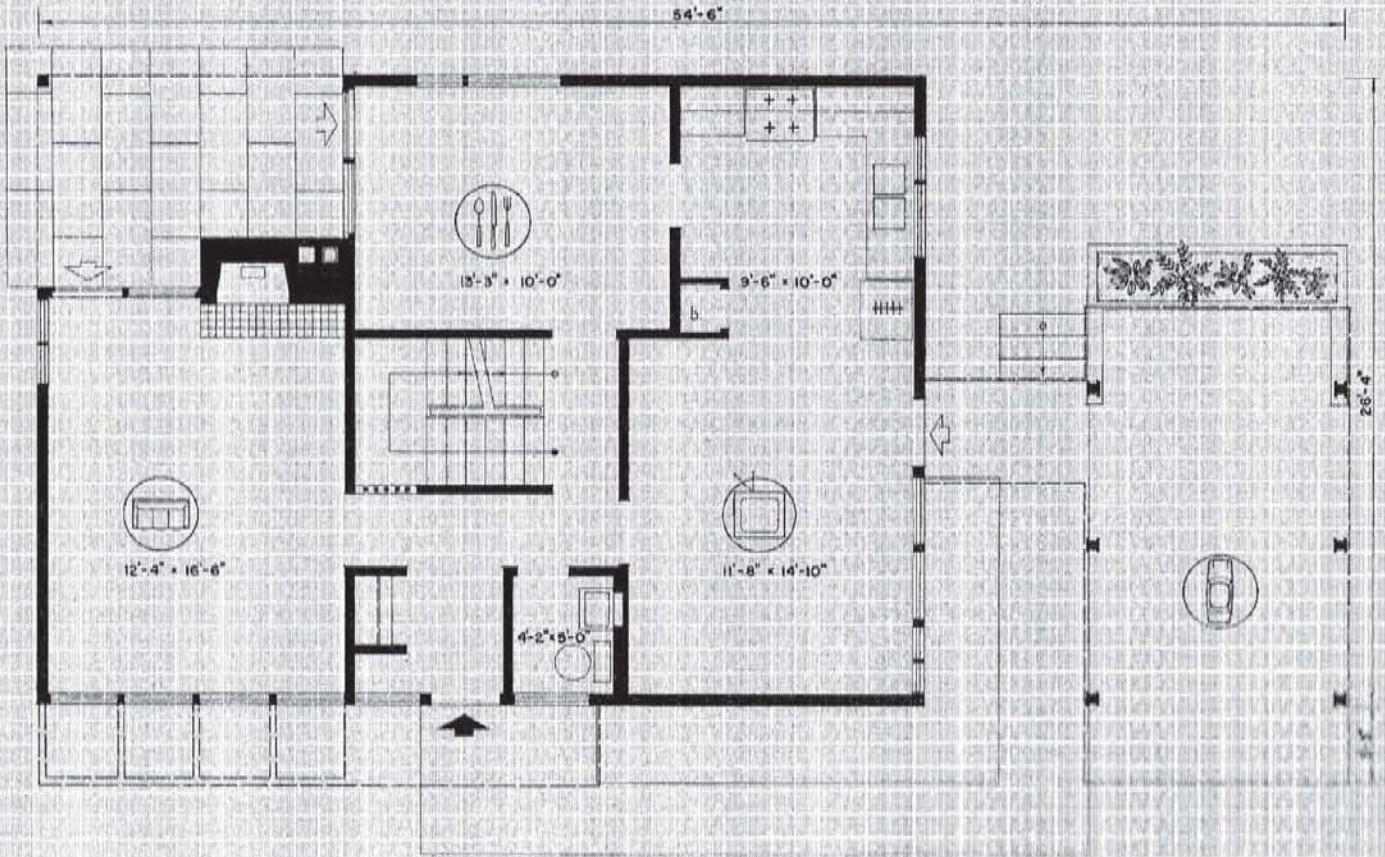 54'-6"
13'-3" × 10'-0"
9'-6" × 10'-0"
b
26'-4"
12'-4" × 16'-6"
11'-8" × 14'-10"
4'-2" × 5'-0"